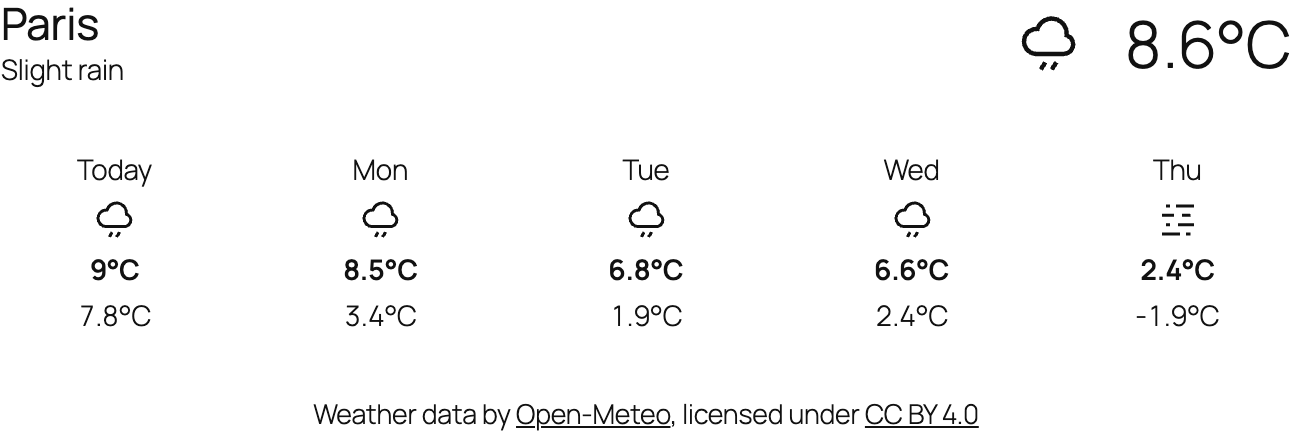 Paris
Slight rain
8.6°C
Today Mon Tue Wed Thu
9°C 8.5°C 6.8°C 6.6°C 2.4°C
7.8°C 3.4°C 1.9°C 2.4°C -1.9°C
Weather data by Open-Meteo, licensed under CC BY 4.0